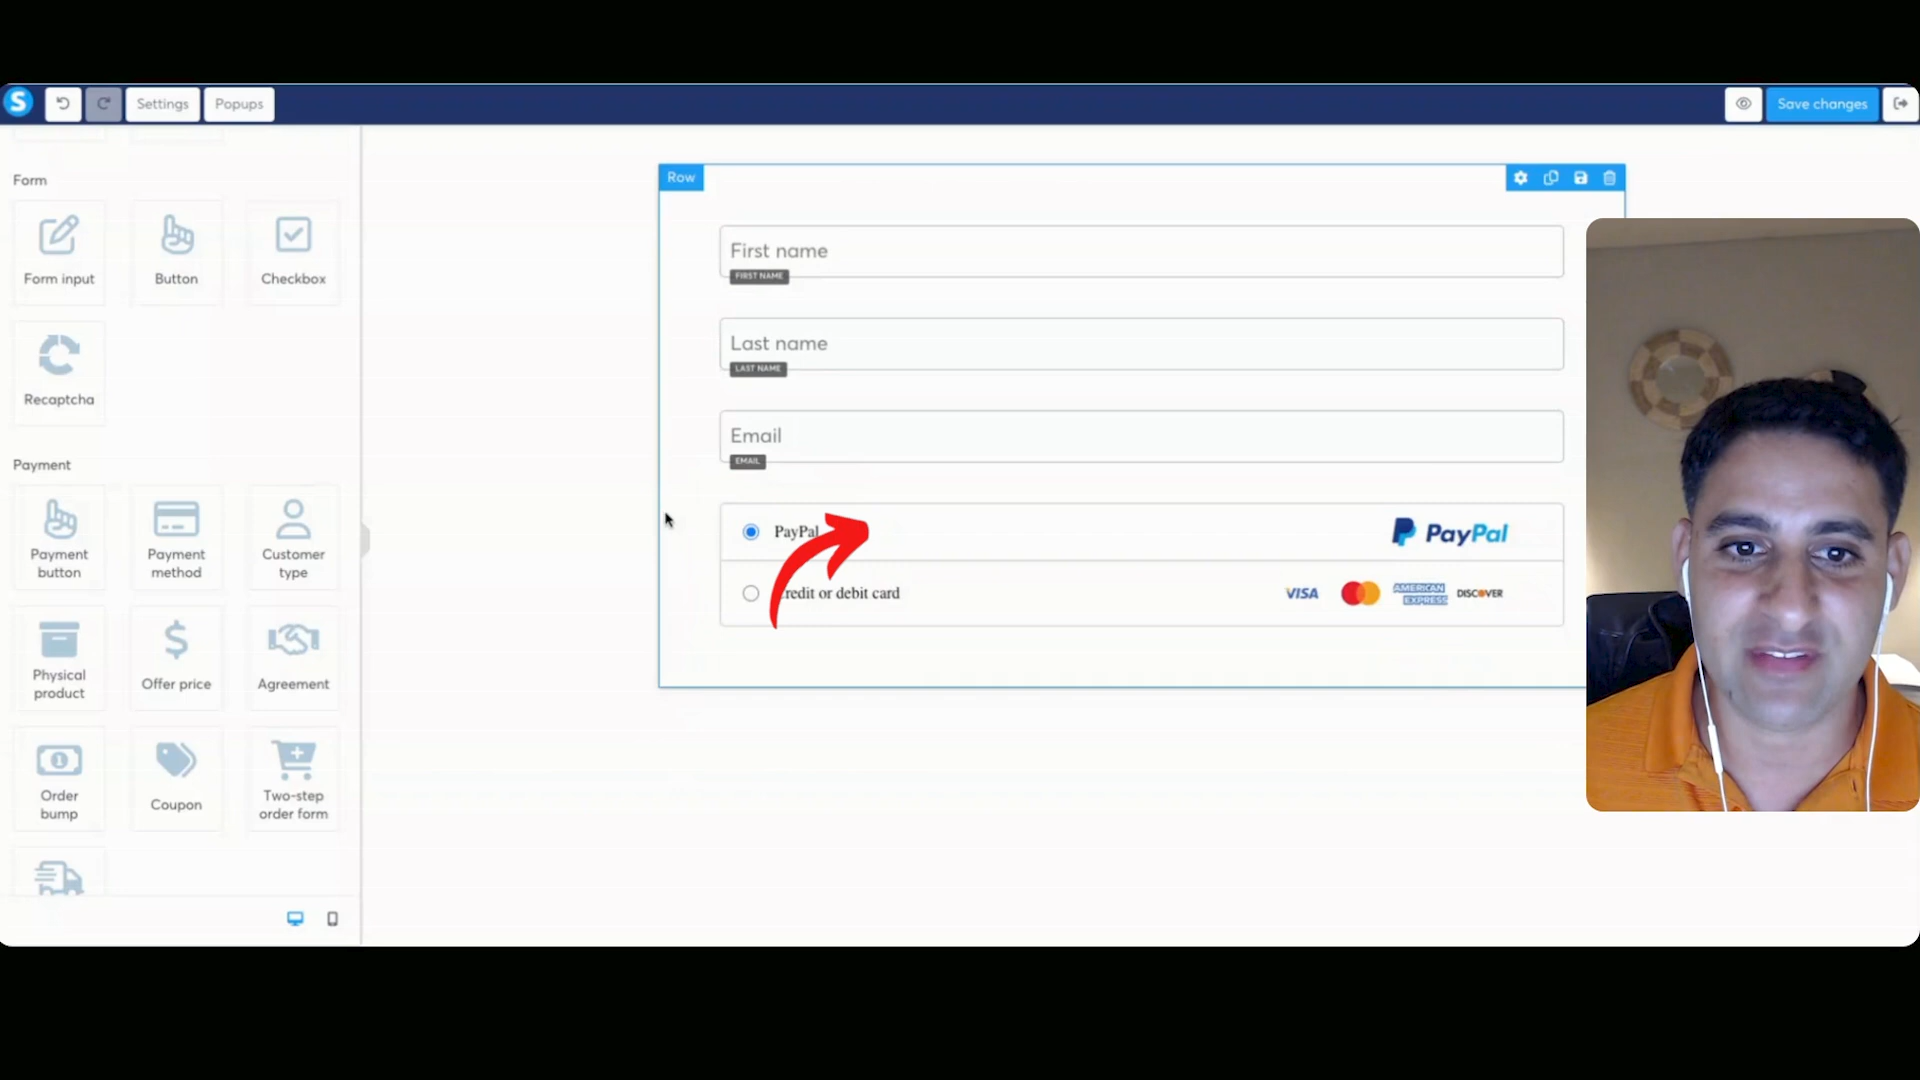 S
Settings
Popups
Save changes
Form
Form input
Button
Checkbox
Recaptcha
Payment
Payment
button
Payment
method
Customer
type
Physical
product
Offer price
Agreement
Order
bump
Coupon
Two-step
order form
Row
First name
FIRST NAME
Last name
LAST NAME
Email
EMAIL
PayPal
PayPal
redit or debit card
VISA
AMERICAN
EXPRESS
DISCOVER